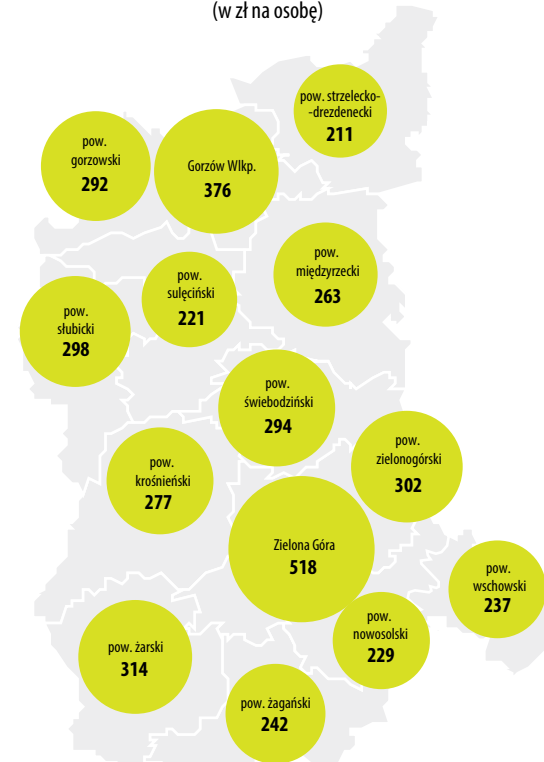 (w zł na osobę)
pow. strzelecko-
-drezdenecki
211
pow.
gorzowski
292
Gorzów Wlkp.
376
pow.
międzyrzecki
263
pow.
sulęciński
221
pow.
słubicki
298
pow.
świebodziński
294
pow.
zielonogórski
302
pow.
krośnieński
277
Zielona Góra
518
pow.
wschowski
237
pow.
nowosolski
229
pow. żarski
314
pow. żagański
242